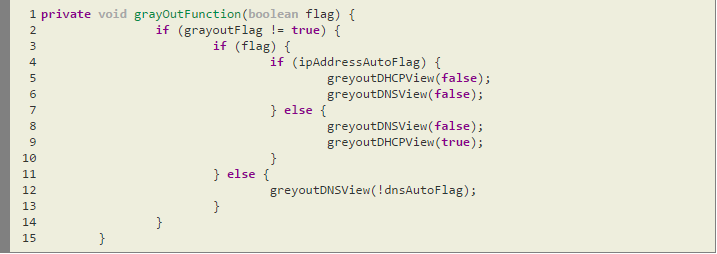 1 private void grayOutFunction(boolean flag) {
2                 if (grayoutFlag != true) {
3                         if (flag) {
4                                 if (ipAddressAutoFlag) {
5                                         greyoutDHCPView(false);
6                                         greyoutDNSView(false);
7                                 } else {
8                                         greyoutDNSView(false);
9                                         greyoutDHCPView(true);
10                                 }
11                         } else {
12                                 greyoutDNSView(!dnsAutoFlag);
13                         }
14                 }
15         }